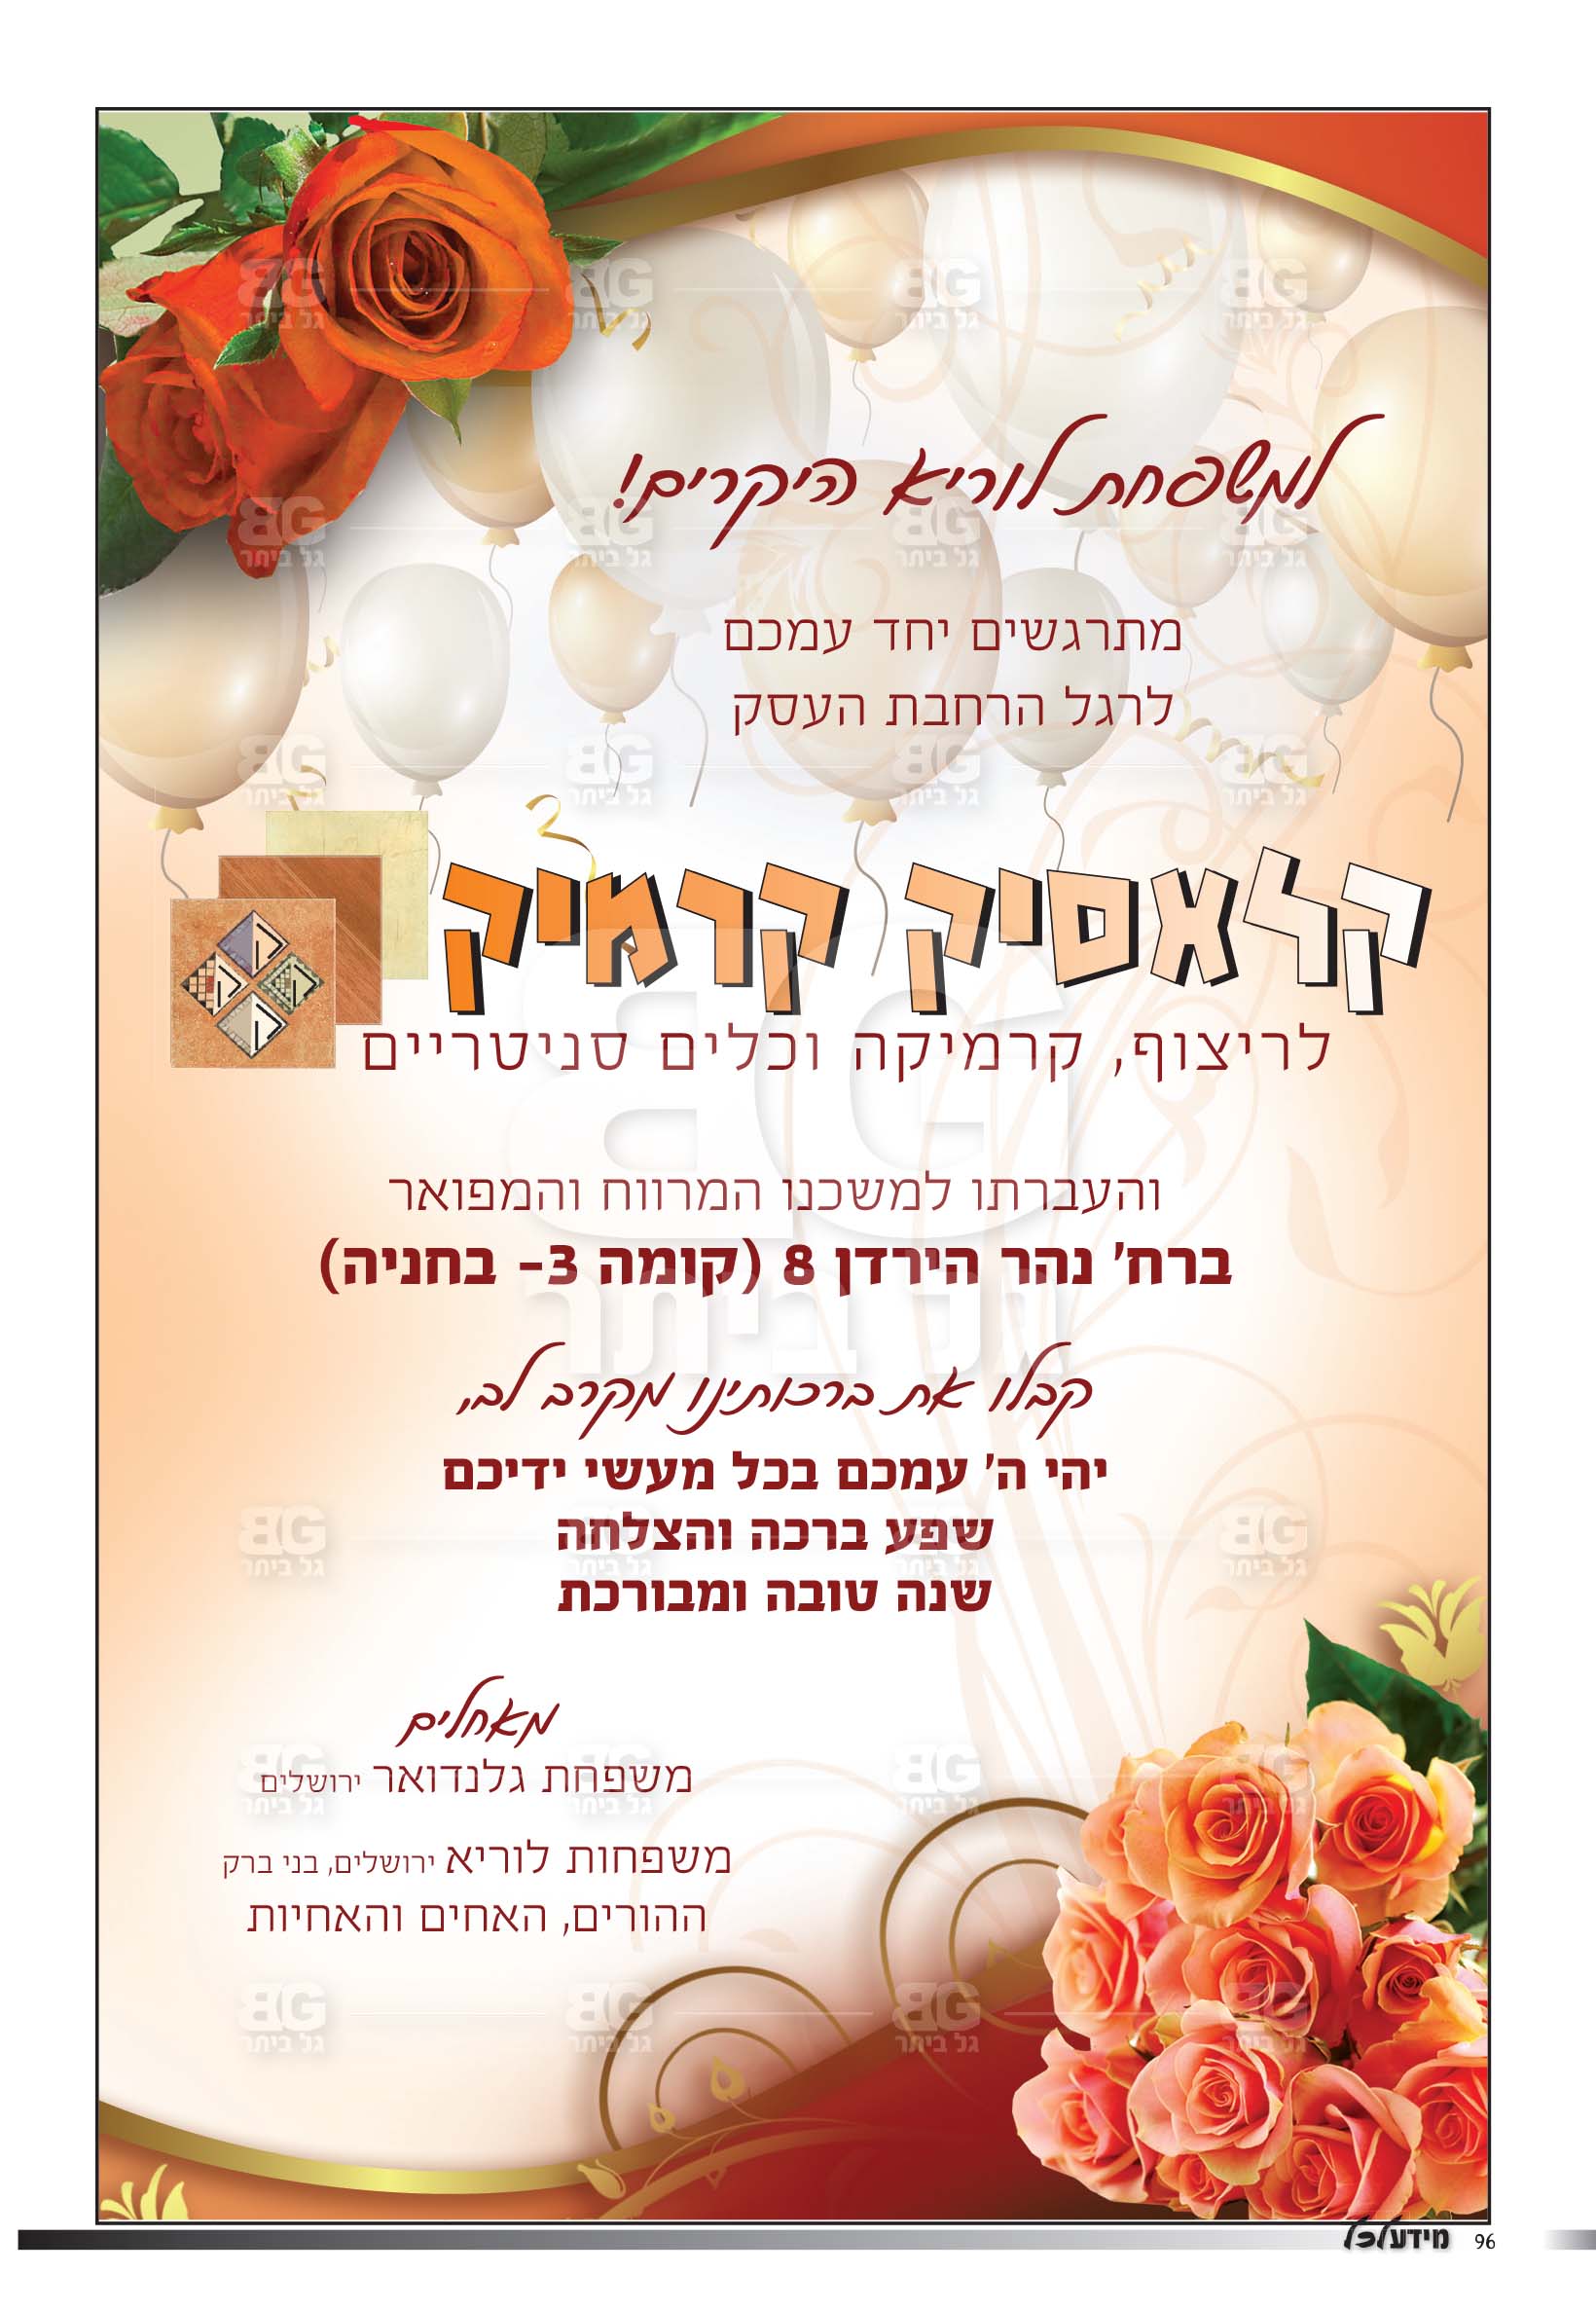 למשפחת לוריא היקרים!
מתרגשים יחד עמכם
לרגל הרחבת העסק
קלאסיק קרמיק
לריצוף, קרמיקה וכלים סניטריים
והעברתו למשכנו המרווח והמפואר
ברח' נהר הירדן 8 (קומה 3- בחניה)
קבלו את ברכותינו מקרב לב,
יהי ה' עמכם בכל מעשי ידיכם
שפע ברכה והצלחה
שנה טובה ומבורכת
מאחלים
משפחת גלנדואר ירושלים
משפחות לוריא ירושלים, בני ברק
ההורים, האחים והאחיות
BG
גל ביתר
מידע לכל 96